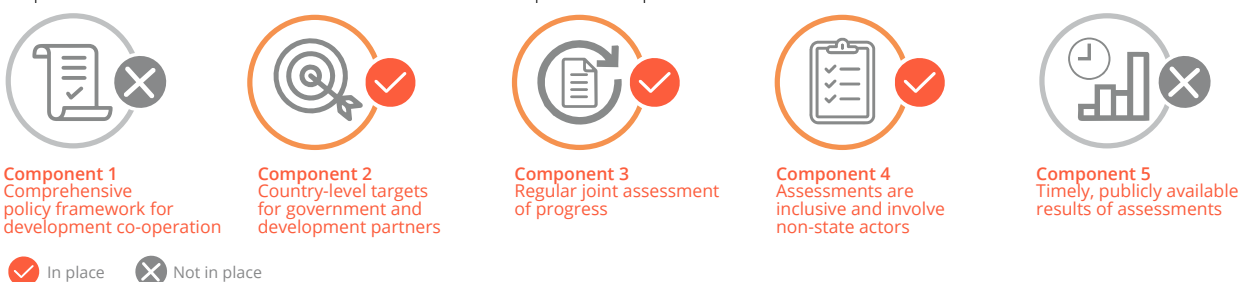 Component 1
Comprehensive
policy framework for
development co-operation
Component 2
Country-level targets
for government and
development partners
Component 3
Regular joint assessment
of progress
Component 4
Assessments are
inclusive and involve
non-state actors
Component 5
Timely, publicly available
results of assessments
In place
Not in place